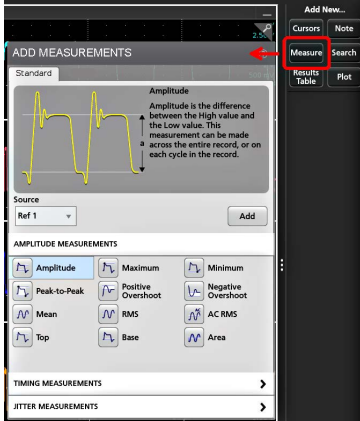 Add New...
Cursors Note
2.50
ADD MEASUREMENTS
Measure Search
Standard
Results Table Plot
Amplitude
Amplitude is the difference
between the High value and
the Low value. This
measurement can be made
a across the entire record, or on
each cycle in the record.
Source
Ref 1 Add
AMPLITUDE MEASUREMENTS
Amplitude Maximum Minimum
Peak-to-Peak Positive Overshoot Negative Overshoot
Mean RMS AC RMS
Top Base Area
TIMING MEASUREMENTS
JITTER MEASUREMENTS